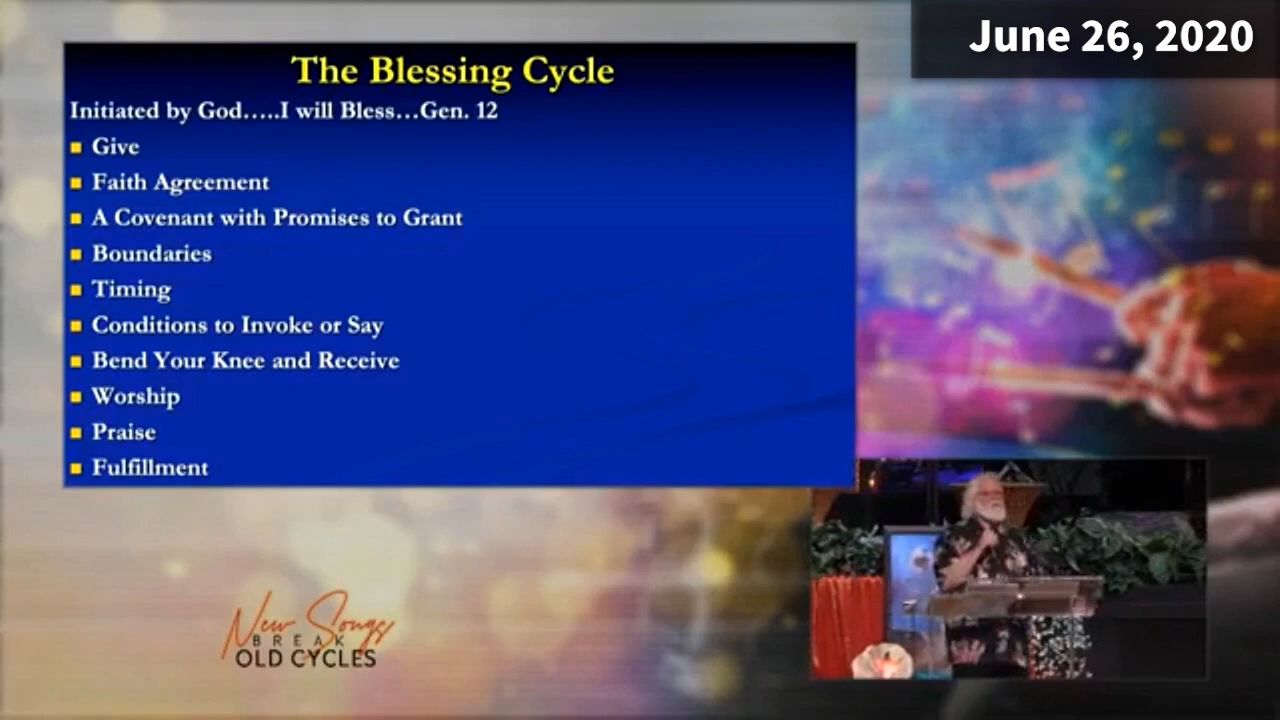 June 26, 2020
The Blessing Cycle
Initiated by God…..I will Bless…Gen. 12
Give
Faith Agreement
A Covenant with Promises to Grant
Boundaries
Timing
Conditions to Invoke or Say
Bend Your Knee and Receive
Worship
Praise
Fulfillment
New Songs
BREAK
OLD CYCLES